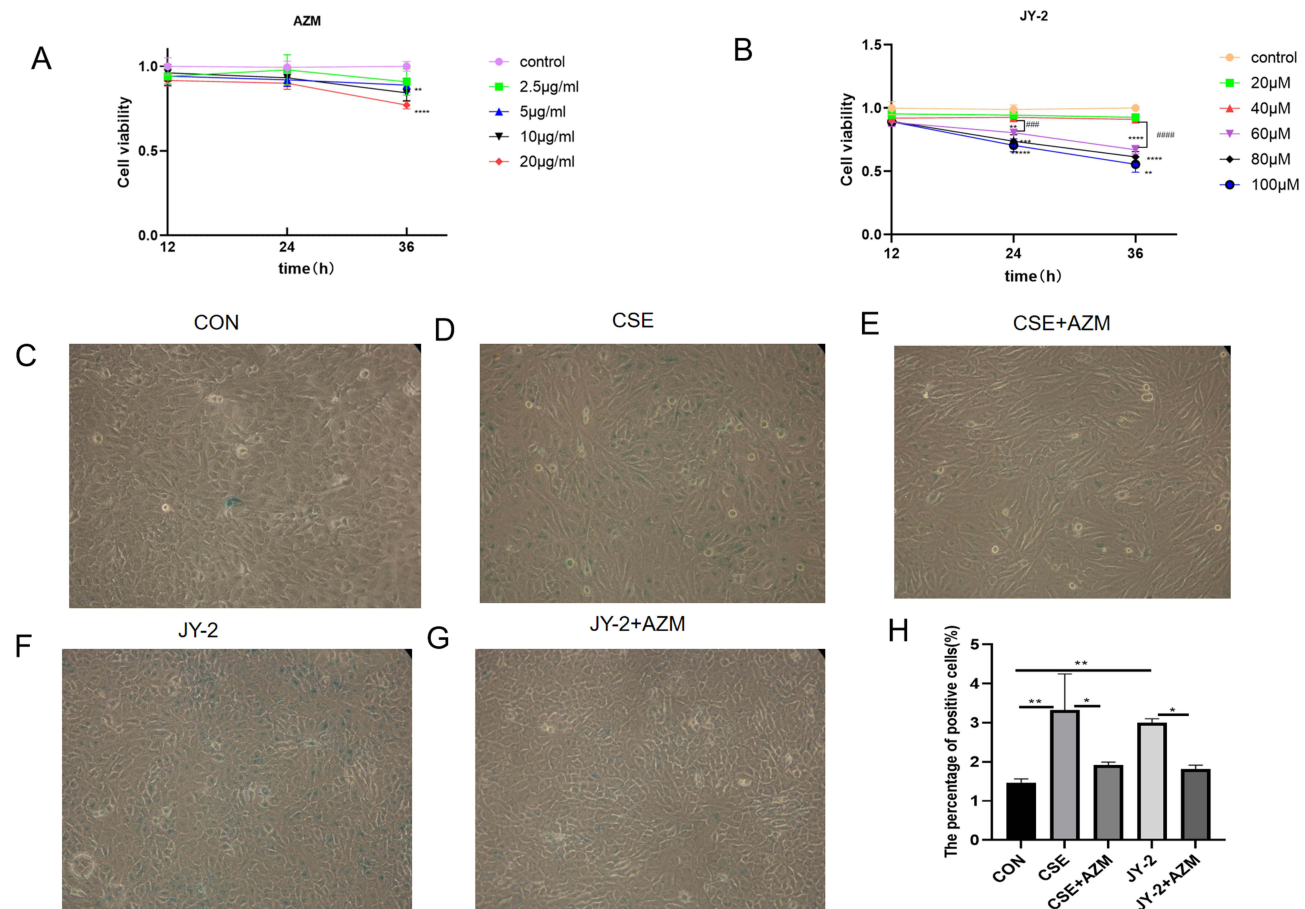 A
AZM
Cell viability
1.0
0.5
0.0
12
24
36
time(h)
**
****
control
2.5μg/ml
5μg/ml
10μg/ml
20μg/ml
B
JY-2
Cell viability
1.5
1.0
0.5
0.0
12
24
36
time(h)
**
###
****
####
****
**
control
20μM
40μM
60μM
80μM
100μM
C
CON
D
CSE
E
CSE+AZM
F
JY-2
G
JY-2+AZM
H
The percentage of positive cells(%)
5
4
3
2
1
0
**
**
*
*
CON
CSE
CSE+AZM
JY-2
JY-2+AZM